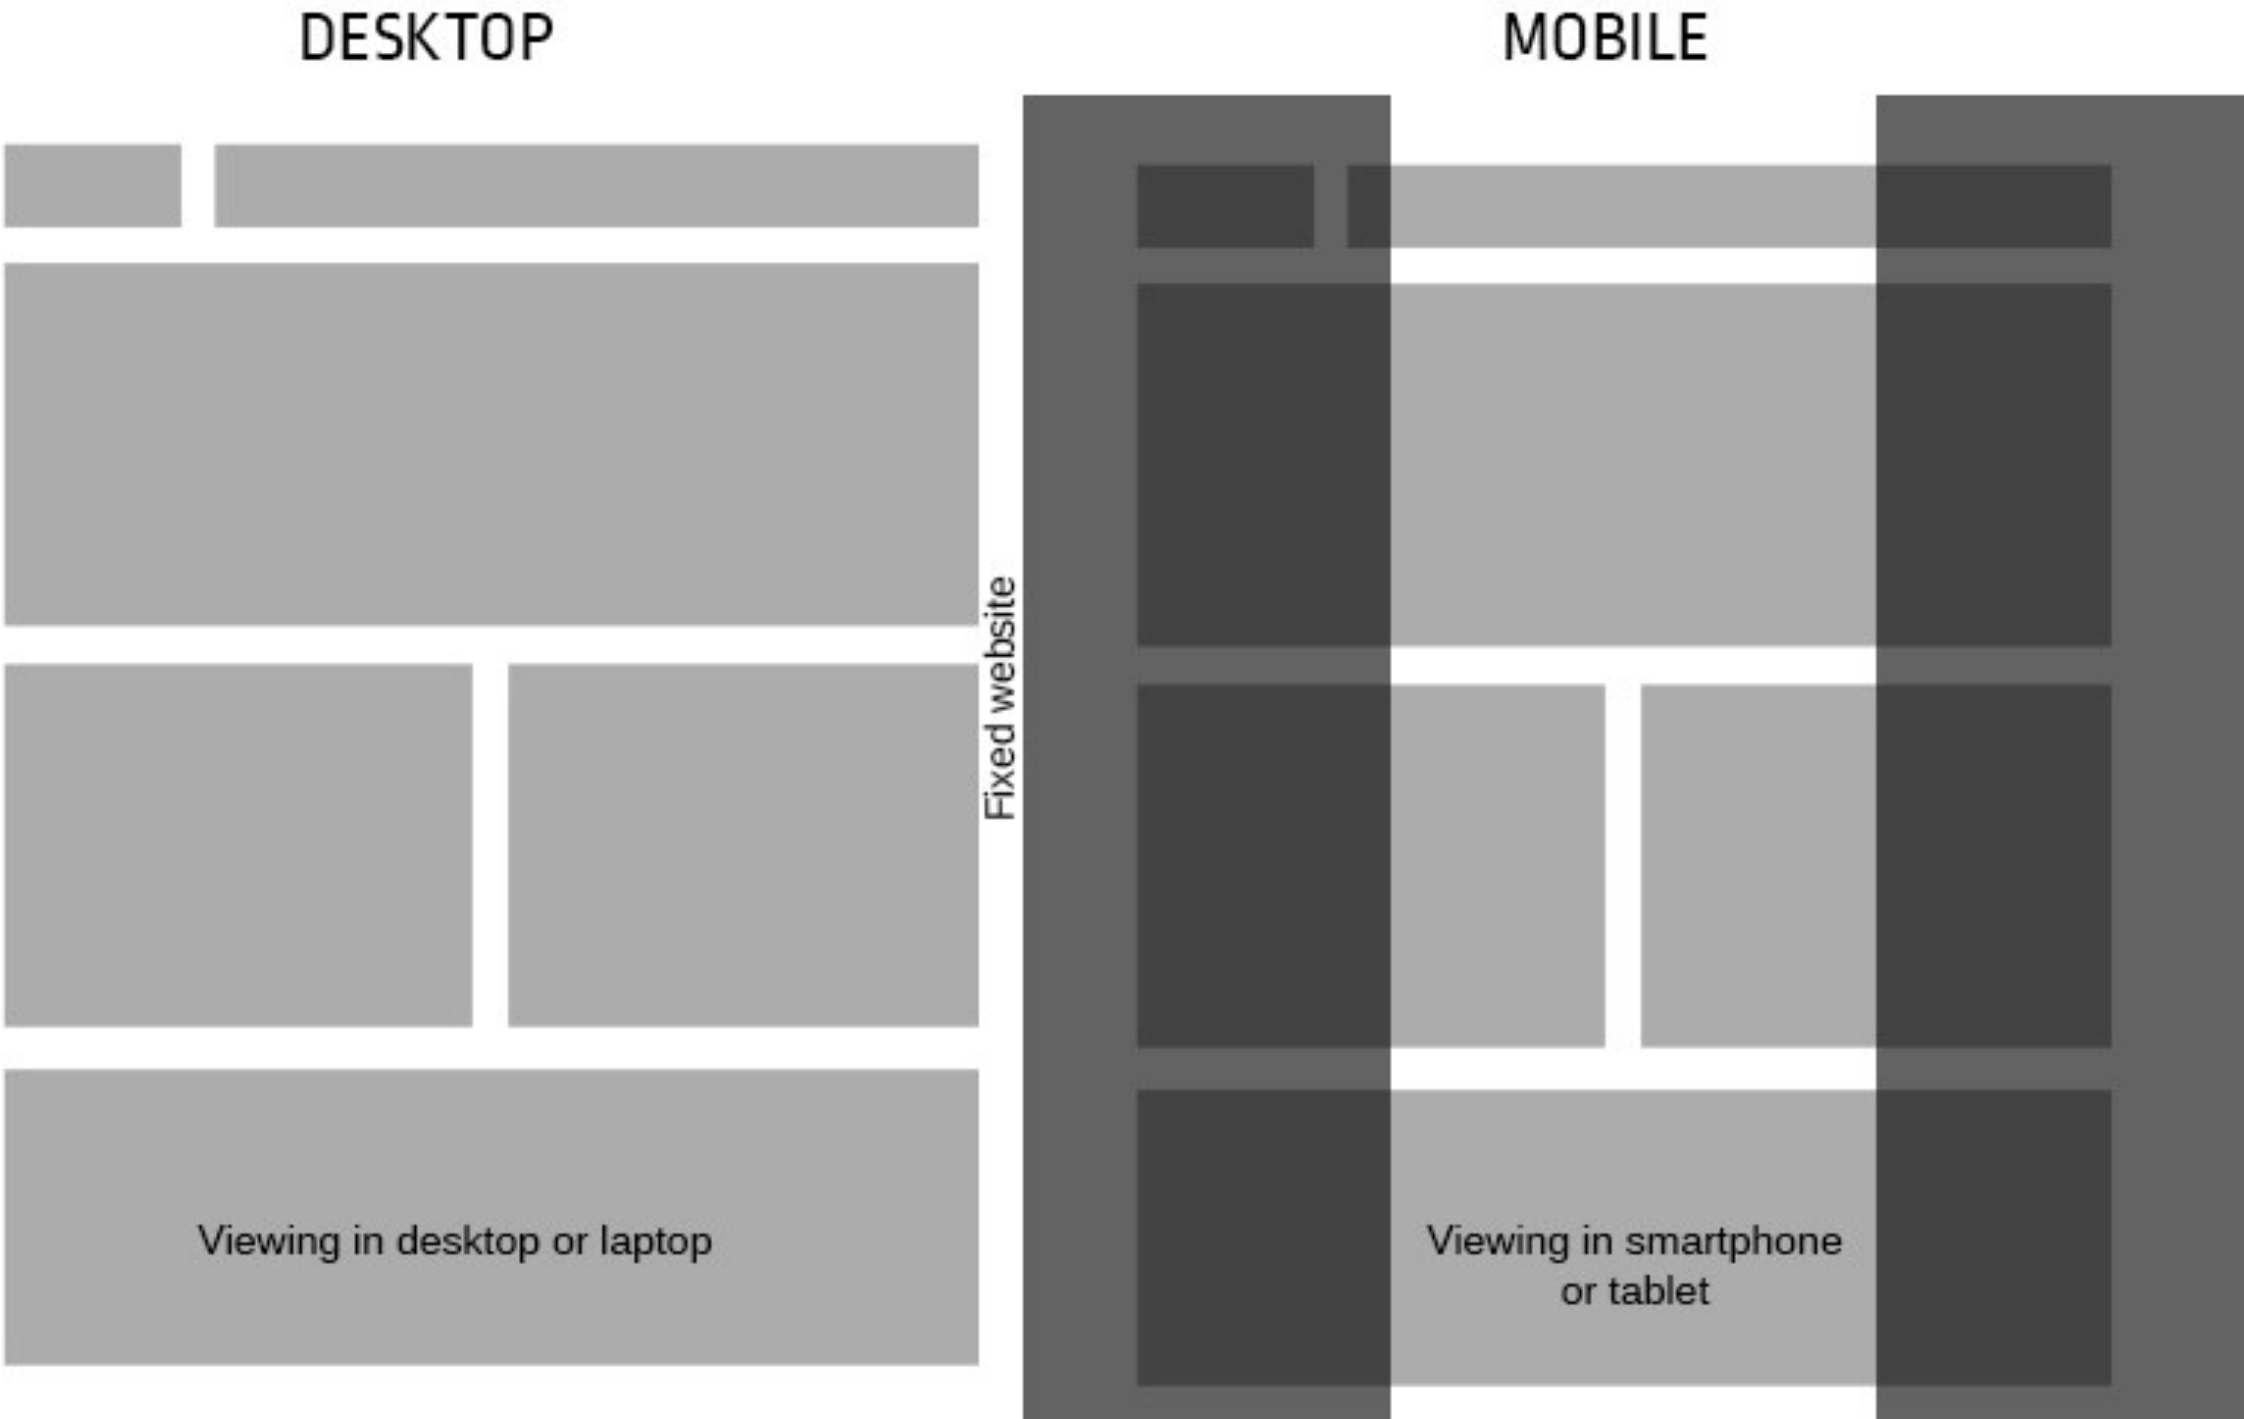 DESKTOP
MOBILE
Fixed website
Viewing in desktop or laptop
Viewing in smartphone
or tablet